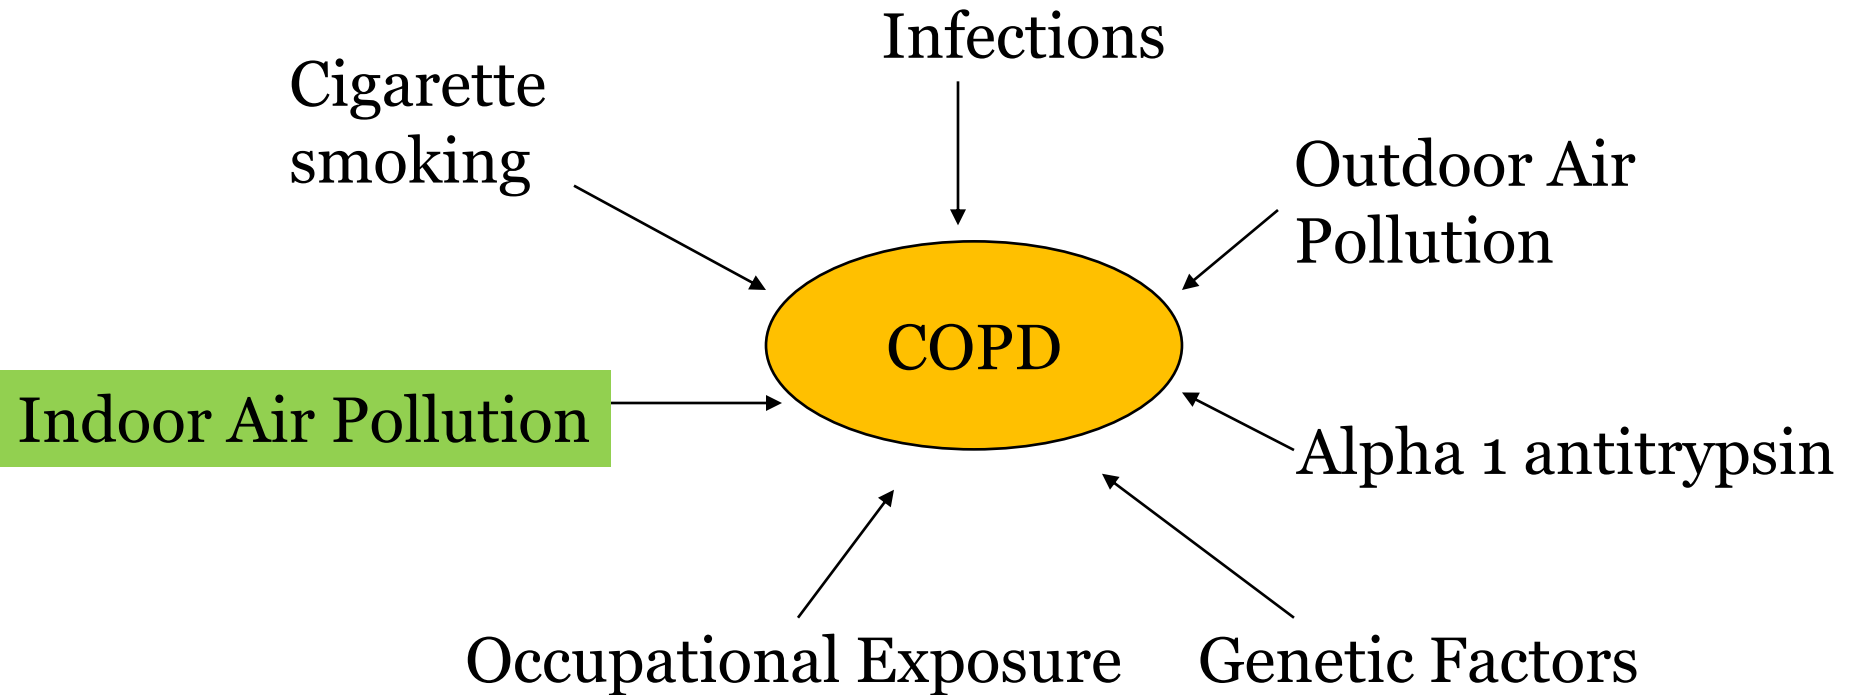 Infections
Cigarette
smoking
Outdoor Air
Pollution
COPD
Indoor Air Pollution
Alpha 1 antitrypsin
Occupational Exposure
Genetic Factors